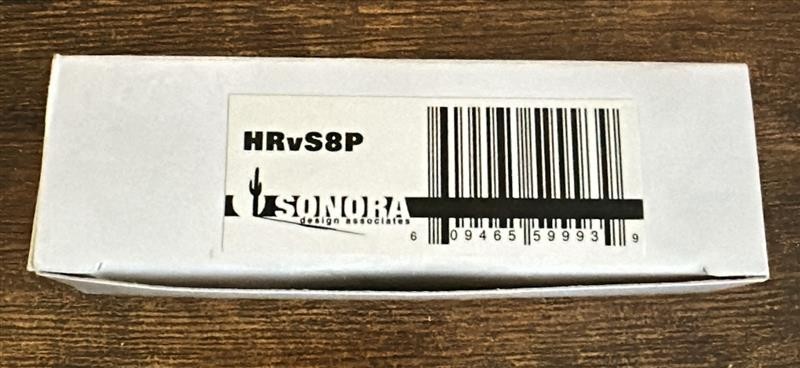 HRvS8P
SONORA
design associates
6 09465 59993 9